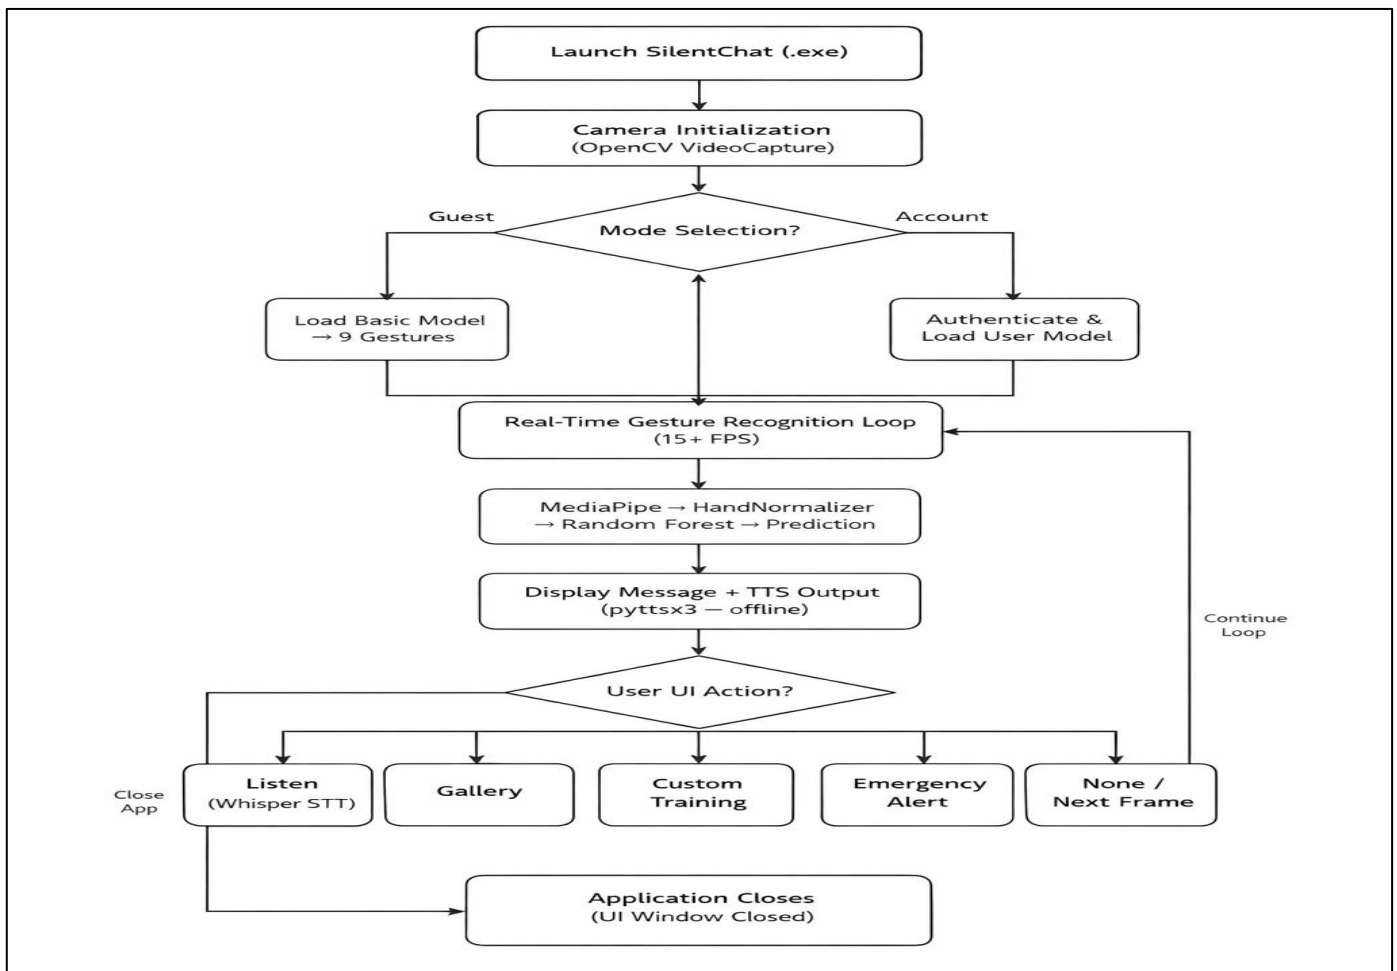 Launch SilentChat (.exe)
Camera Initialization
(OpenCV VideoCapture)
Guest
Account
Mode Selection?
Load Basic Model
→ 9 Gestures
Authenticate &
Load User Model
Real-Time Gesture Recognition Loop
(15+ FPS)
MediaPipe → HandNormalizer
→ Random Forest → Prediction
Display Message + TTS Output
(pyttsx3 — offline)
Continue
Loop
User UI Action?
Close
App
Listen
(Whisper STT)
Gallery
Custom
Training
Emergency
Alert
None /
Next Frame
Application Closes
(UI Window Closed)